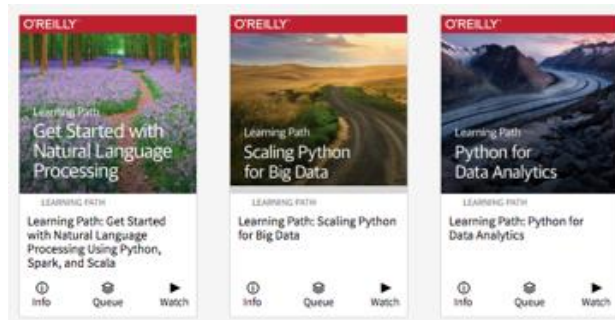 O'REILLY
Learning Path
Get Started with
Natural Language
Processing
LEARNING PATH
Learning Path: Get Started
with Natural Language
Processing Using Python,
Spark, and Scala
Info Queue Watch
O'REILLY
Learning Path
Scaling Python
for Big Data
LEARNING PATH
Learning Path: Scaling Python
for Big Data
Info Queue Watch
O'REILLY
Learning Path
Python for
Data Analytics
LEARNING PATH
Learning Path: Python for
Data Analytics
Info Queue Watch